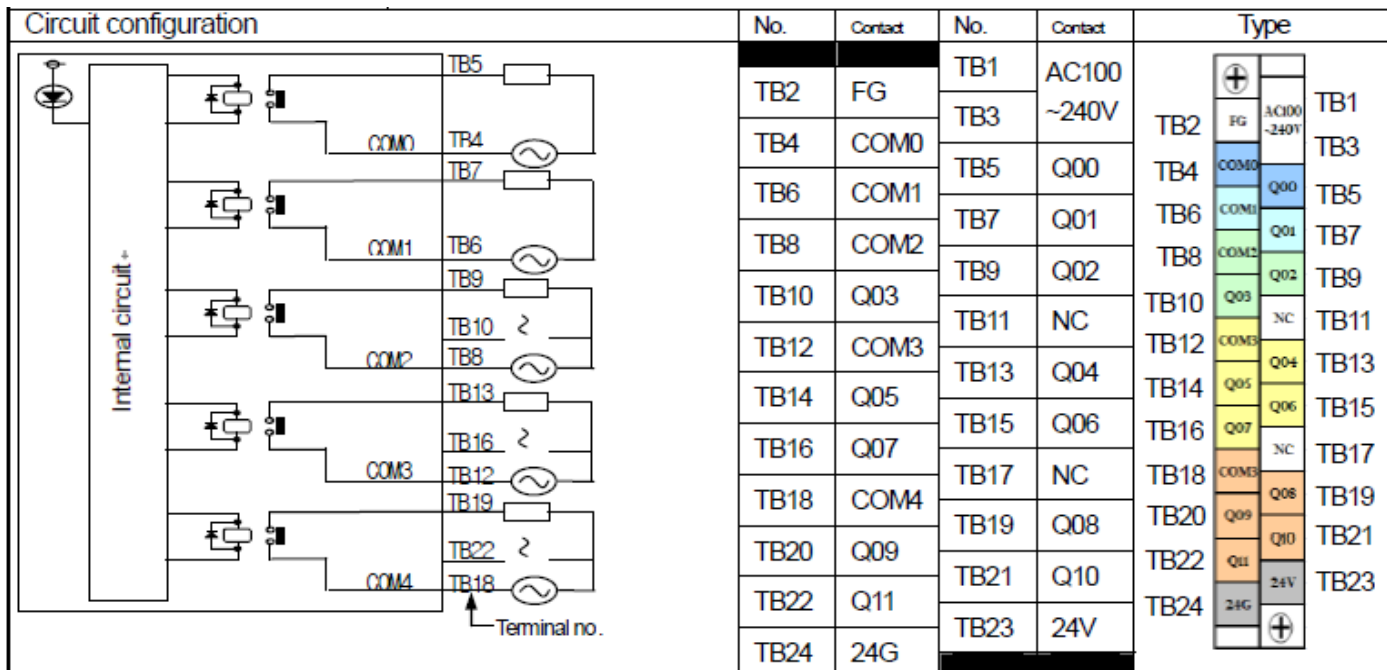 Circuit configuration
No. Contact No. Contact Type
TB5
COM0 TB4
TB7
COM1 TB6
TB9
TB10
COM2 TB8
TB13
TB16
COM3 TB12
TB19
TB22
COM4 TB18
Terminal no.
Internal circuit
TB2 FG
TB4 COM0
TB6 COM1
TB8 COM2
TB10 Q03
TB12 COM3
TB14 Q05
TB16 Q07
TB18 COM4
TB20 Q09
TB22 Q11
TB24 24G
TB1 AC100
TB3 ~240V
TB5 Q00
TB7 Q01
TB9 Q02
TB11 NC
TB13 Q04
TB15 Q06
TB17 NC
TB19 Q08
TB21 Q10
TB23 24V
TB2 FG
TB4 COM0
TB6 COM1
TB8 COM2
TB10 Q03
TB12 COM3
TB14 Q05
TB16 Q07
TB18 COM3
TB20 Q09
TB22 Q11
TB24 24G
AC100 TB1
~240V TB3
Q00 TB5
Q01 TB7
Q02 TB9
NC TB11
Q04 TB13
Q06 TB15
NC TB17
Q08 TB19
Q10 TB21
24V TB23